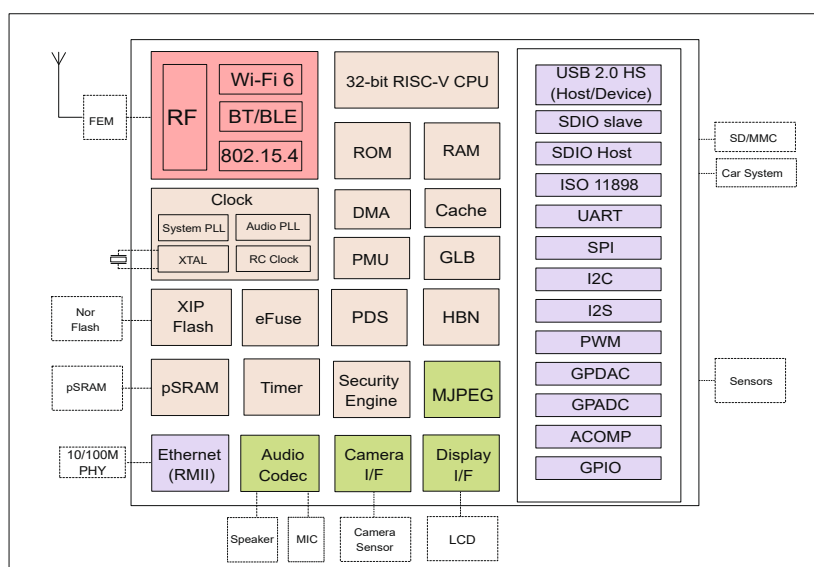 FEM
RF
Wi-Fi 6
BT/BLE
802.15.4
32-bit RISC-V CPU
ROM
RAM
Clock
System PLL
Audio PLL
XTAL
RC Clock
DMA
Cache
PMU
GLB
Nor
Flash
XIP
Flash
eFuse
PDS
HBN
pSRAM
pSRAM
Timer
Security
Engine
MJPEG
10/100M
PHY
Ethernet
(RMII)
Audio
Codec
Camera
I/F
Display
I/F
Speaker
MIC
Camera
Sensor
LCD
USB 2.0 HS
(Host/Device)
SDIO slave
SDIO Host
ISO 11898
UART
SPI
I2C
I2S
PWM
GPDAC
GPADC
ACOMP
GPIO
SD/MMC
Car System
Sensors